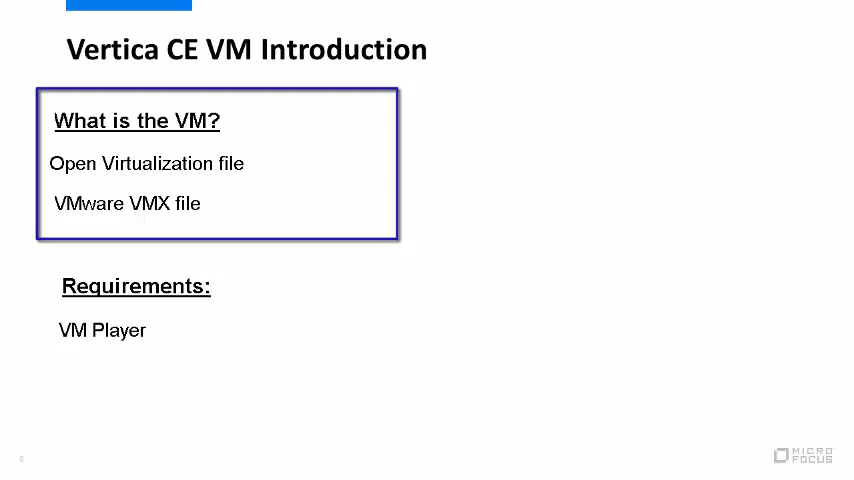 Vertica CE VM Introduction
What is the VM?
Open Virtualization file
VMware VMX file
Requirements:
VM Player
8
MICRO
FOCUS